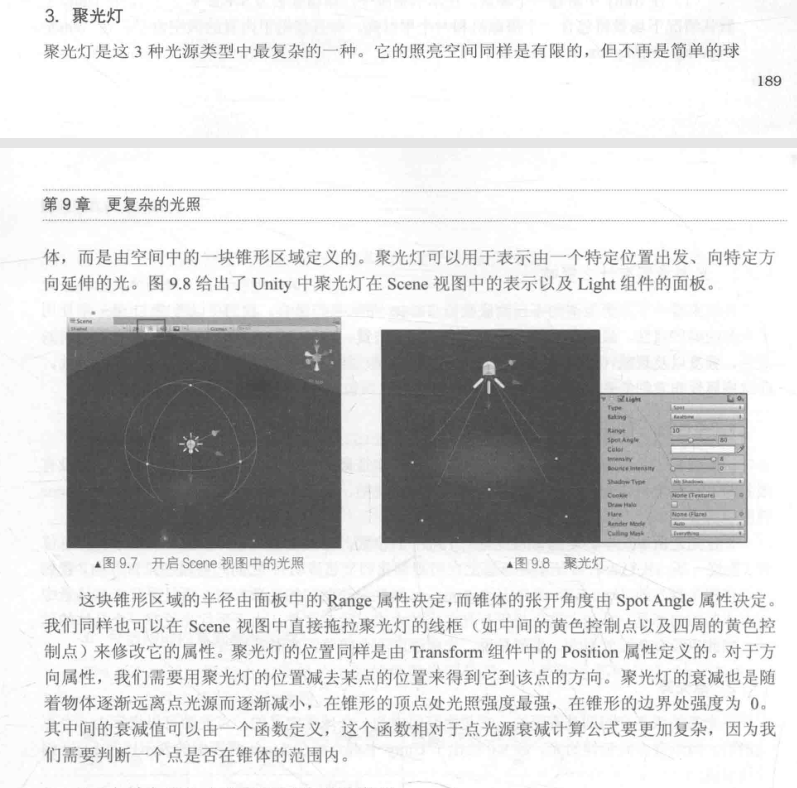 3. 聚光灯
聚光灯是这 3 种光源类型中最复杂的一种。它的照亮空间同样是有限的，但不再是简单的球
189
第 9 章 更复杂的光照
体，而是由空间中的一块锥形区域定义的。聚光灯可以用于表示由一个特定位置出发、向特定方
向延伸的光。图 9.8 给出了 Unity 中聚光灯在 Scene 视图中的表示以及 Light 组件的面板。
Scene
Shaded
Gizmos
Light
Type
Spot
Baking
Realtime
Range
10
Spot Angle
80
Color
Intensity
8
Bounce Intensity
0
Shadow Type
No Shadows
Cookie
None (Texture)
Draw Halo
Flare
None (Flare)
Render Mode
Auto
Culling Mask
Everything
▲图 9.7 开启 Scene 视图中的光照
▲图 9.8 聚光灯
这块锥形区域的半径由面板中的 Range 属性决定，而锥体的张开角度由 Spot Angle 属性决定。
我们同样也可以在 Scene 视图中直接拖拉聚光灯的线框（如中间的黄色控制点以及四周的黄色控
制点）来修改它的属性。聚光灯的位置同样是由 Transform 组件中的 Position 属性定义的。对于方
向属性，我们需要用聚光灯的位置减去某点的位置来得到它到该点的方向。聚光灯的衰减也是随
着物体逐渐远离点光源而逐渐减小，在锥形的顶点处光照强度最强，在锥形的边界处强度为 0。
其中间的衰减值可以由一个函数定义，这个函数相对于点光源衰减计算公式要更加复杂，因为我
们需要判断一个点是否在锥体的范围内。